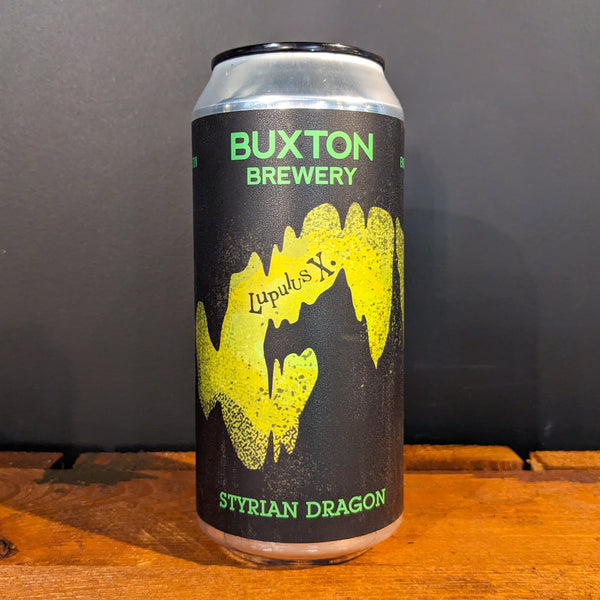 BUXTON
BREWERY
Lupulus X.
STYRIAN DRAGON